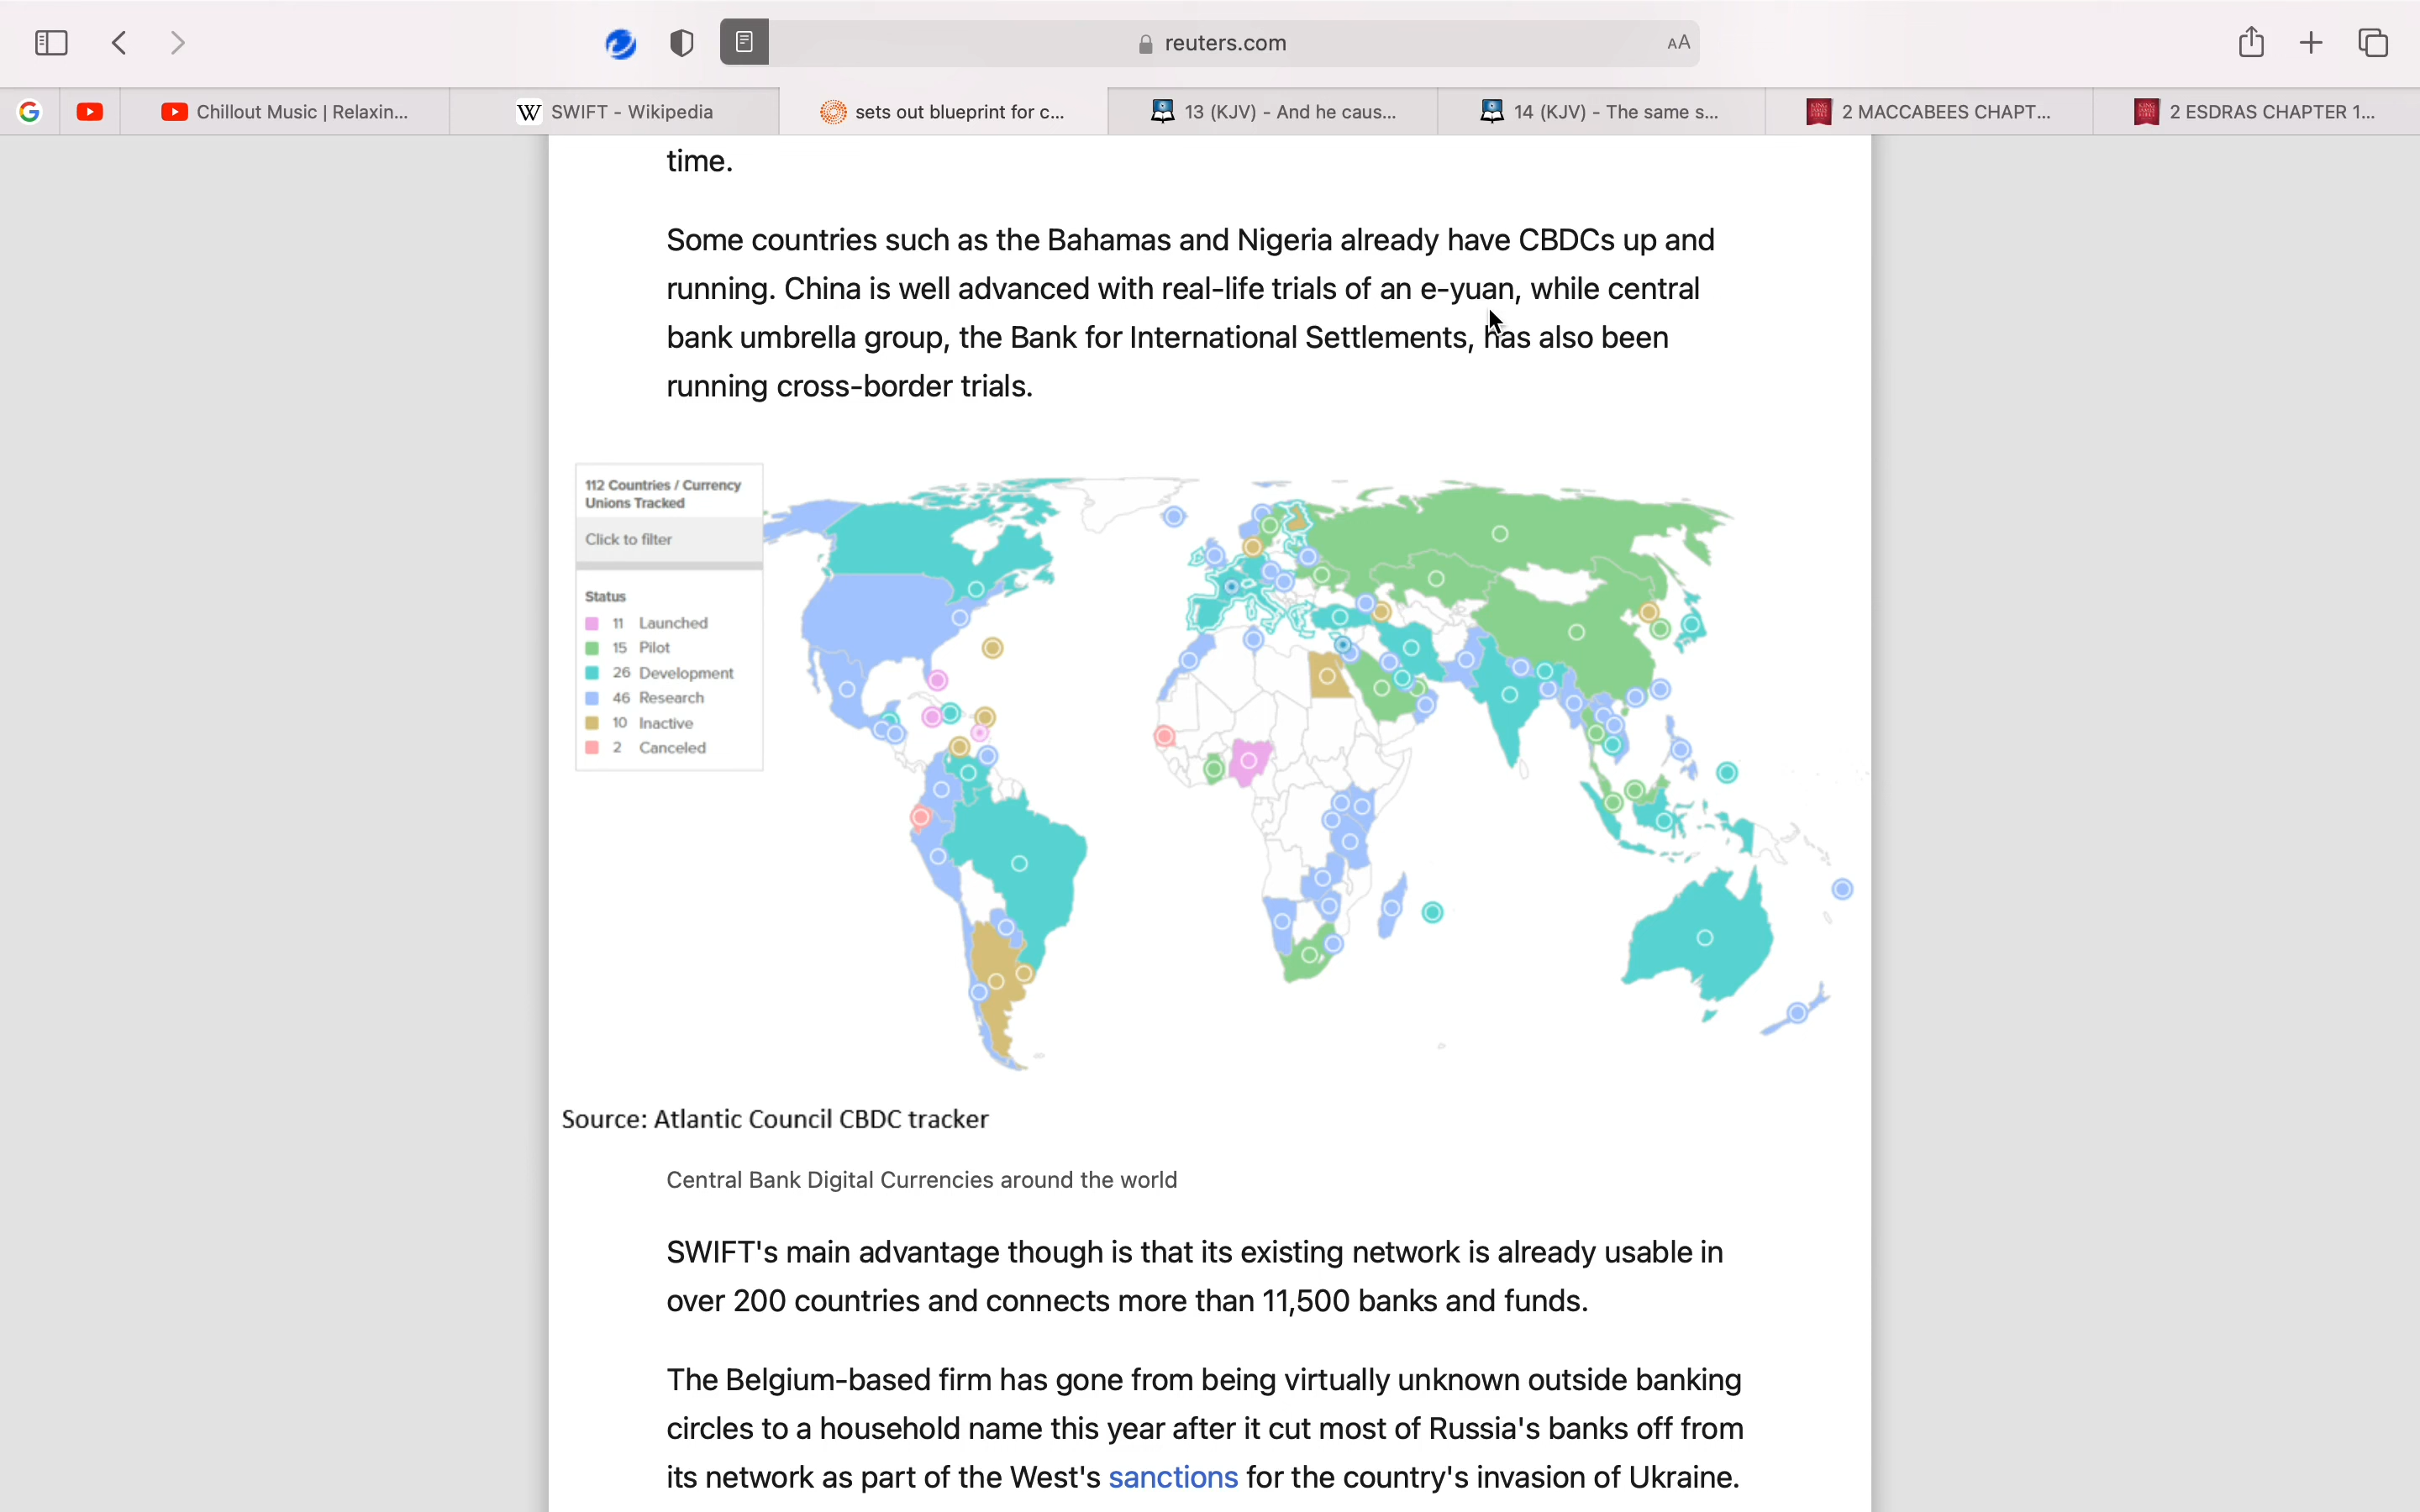 reuters.com
AA
Chillout Music | Relaxin...
W SWIFT - Wikipedia
sets out blueprint for c...
13 (KJV) - And he caus...
14 (KJV) - The same s...
2 MACCABEES CHAPT...
2 ESDRAS CHAPTER 1...
time.
Some countries such as the Bahamas and Nigeria already have CBDCs up and
running. China is well advanced with real-life trials of an e-yuan, while central
bank umbrella group, the Bank for International Settlements, has also been
running cross-border trials.
112 Countries / Currency
Unions Tracked
Click to filter
Status
11 Launched
15 Pilot
26 Development
46 Research
10 Inactive
2 Canceled
Source: Atlantic Council CBDC tracker
Central Bank Digital Currencies around the world
SWIFT's main advantage though is that its existing network is already usable in
over 200 countries and connects more than 11,500 banks and funds.
The Belgium-based firm has gone from being virtually unknown outside banking
circles to a household name this year after it cut most of Russia's banks off from
its network as part of the West's sanctions for the country's invasion of Ukraine.